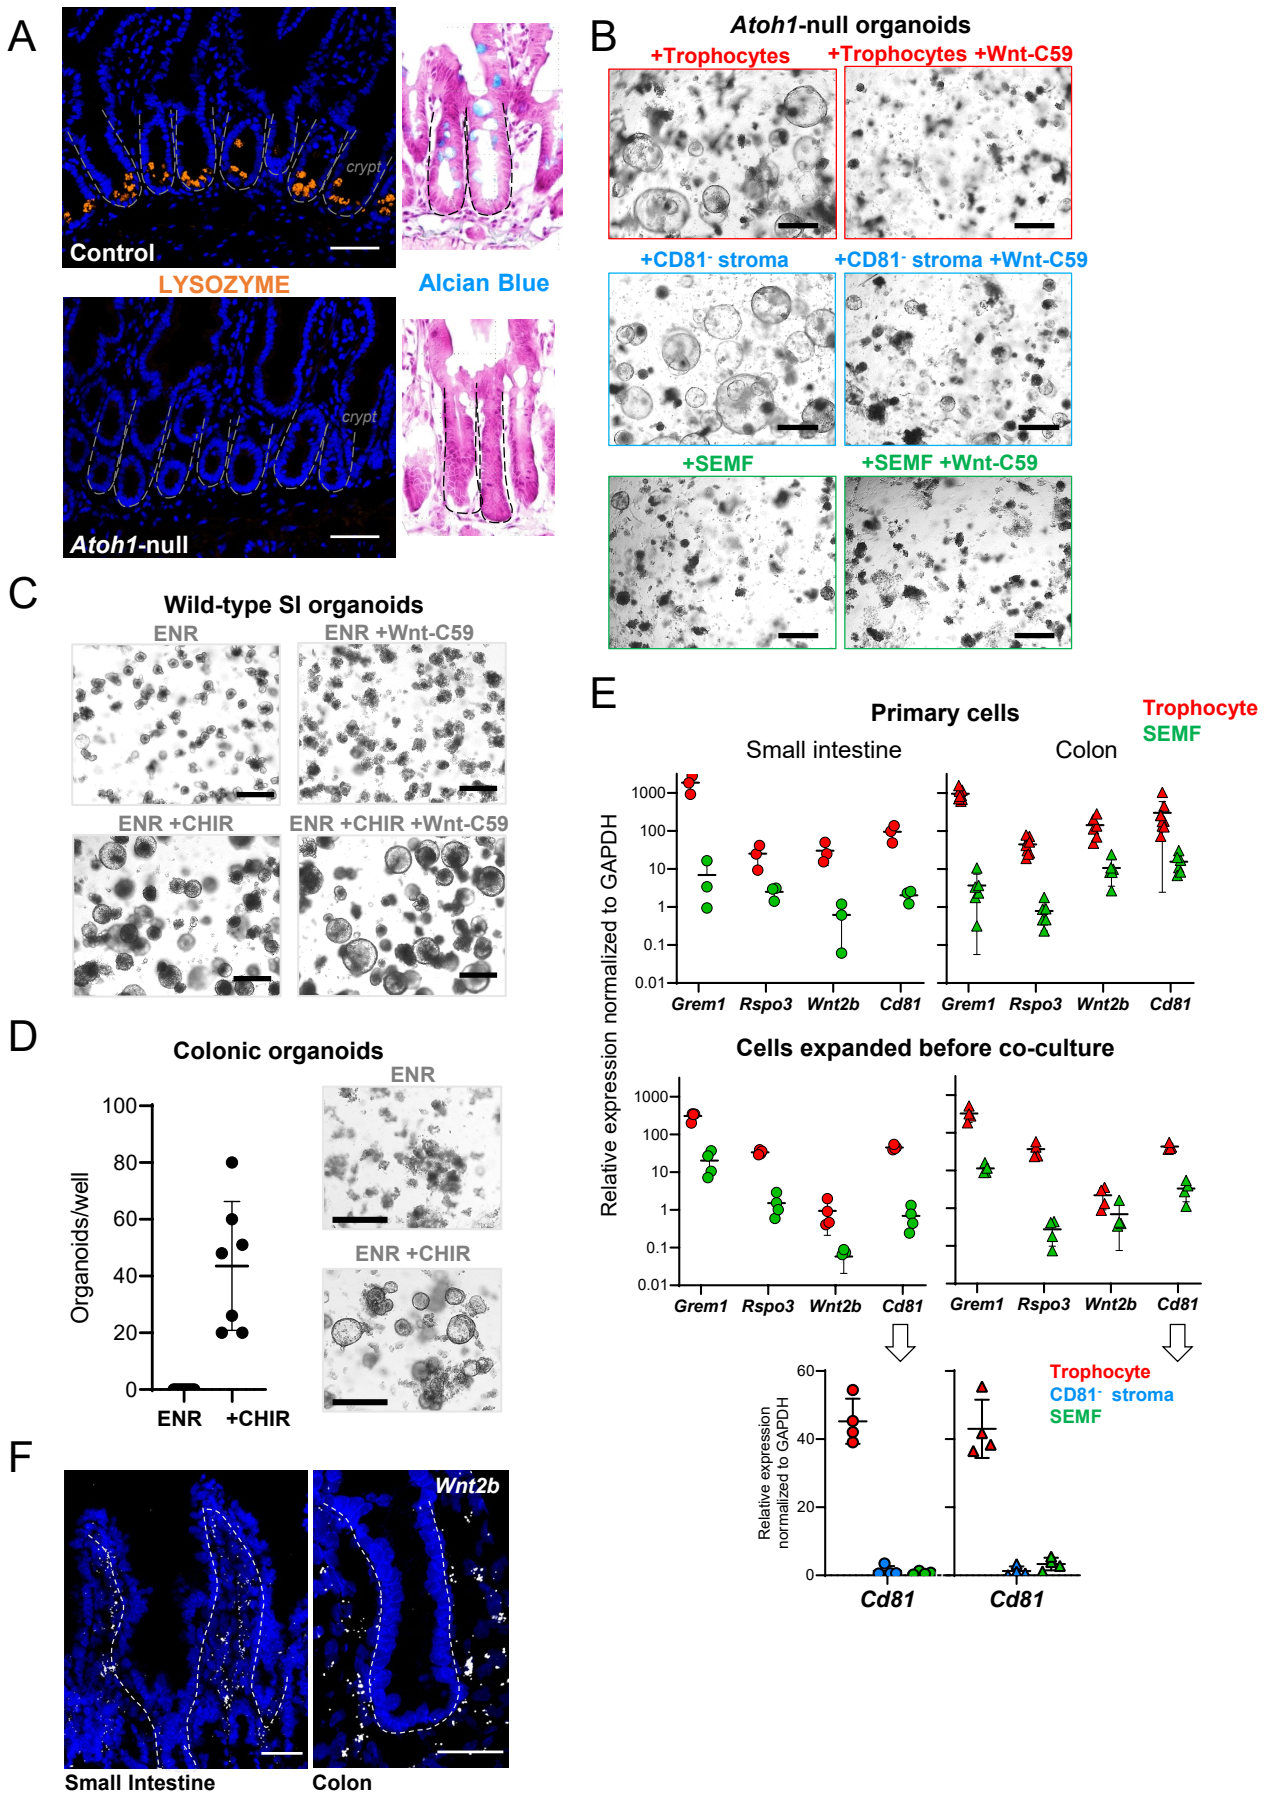 A
crypt
Control
LYSOZYME
Alcian Blue
crypt
Atoh1-null
B
Atoh1-null organoids
+Trophocytes
+Trophocytes +Wnt-C59
+CD81- stroma
+CD81- stroma +Wnt-C59
+SEMF
+SEMF +Wnt-C59
C
Wild-type SI organoids
ENR
ENR +Wnt-C59
ENR +CHIR
ENR +CHIR +Wnt-C59
D
Colonic organoids
ENR
ENR +CHIR
Organoids/well
100
80
60
40
20
0
ENR
+CHIR
E
Primary cells
Trophocyte
SEMF
Small intestine
Colon
Relative expression normalized to GAPDH
1000
100
10
1
0.1
0.01
Grem1
Rspo3
Wnt2b
Cd81
Grem1
Rspo3
Wnt2b
Cd81
Cells expanded before co-culture
1000
100
10
1
0.1
0.01
Grem1
Rspo3
Wnt2b
Cd81
Grem1
Rspo3
Wnt2b
Cd81
Relative expression
normalized to GAPDH
60
40
20
0
Cd81
Cd81
Trophocyte
CD81- stroma
SEMF
F
Wnt2b
Small Intestine
Colon